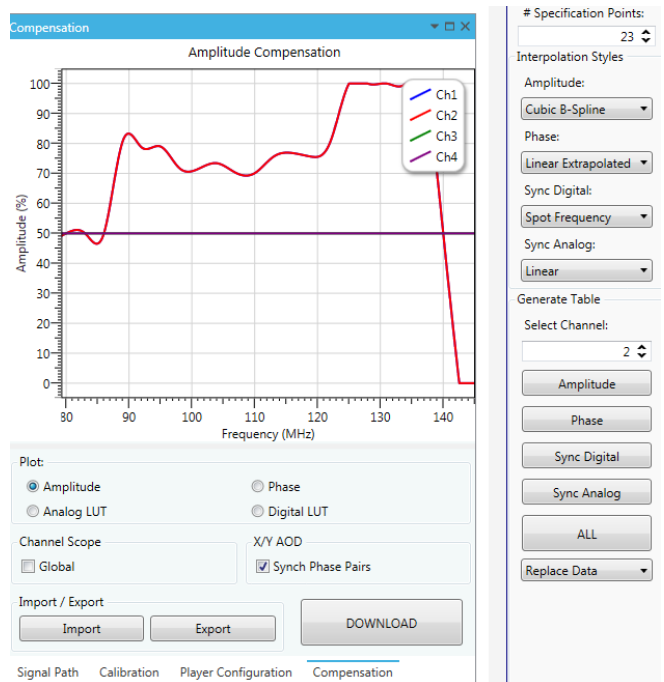 Compensation
Amplitude Compensation
Ch1
Ch2
Ch3
Ch4
Amplitude (%)
100
90
80
70
60
50
40
30
20
10
0
80 90 100 110 120 130 140
Frequency (MHz)
Plot:
Amplitude Phase
Analog LUT Digital LUT
Channel Scope X/Y AOD
Global Synch Phase Pairs
Import / Export
Import Export DOWNLOAD
Signal Path Calibration Player Configuration Compensation
# Specification Points:
23
Interpolation Styles
Amplitude:
Cubic B-Spline
Phase:
Linear Extrapolated
Sync Digital:
Spot Frequency
Sync Analog:
Linear
Generate Table
Select Channel:
2
Amplitude
Phase
Sync Digital
Sync Analog
ALL
Replace Data